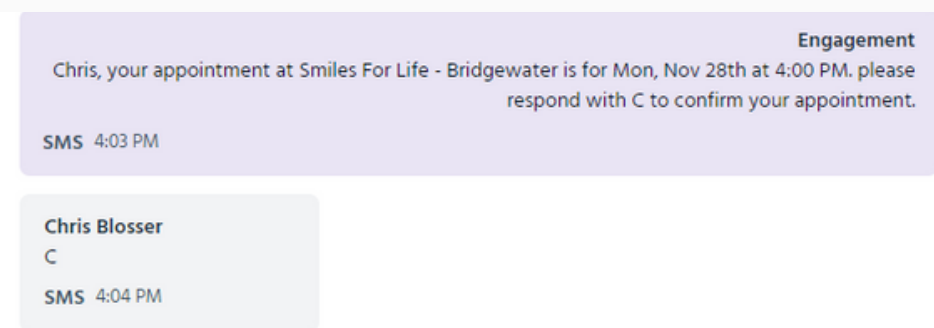 Engagement
Chris, your appointment at Smiles For Life - Bridgewater is for Mon, Nov 28th at 4:00 PM. please
respond with C to confirm your appointment.
SMS 4:03 PM
Chris Blosser
C
SMS 4:04 PM